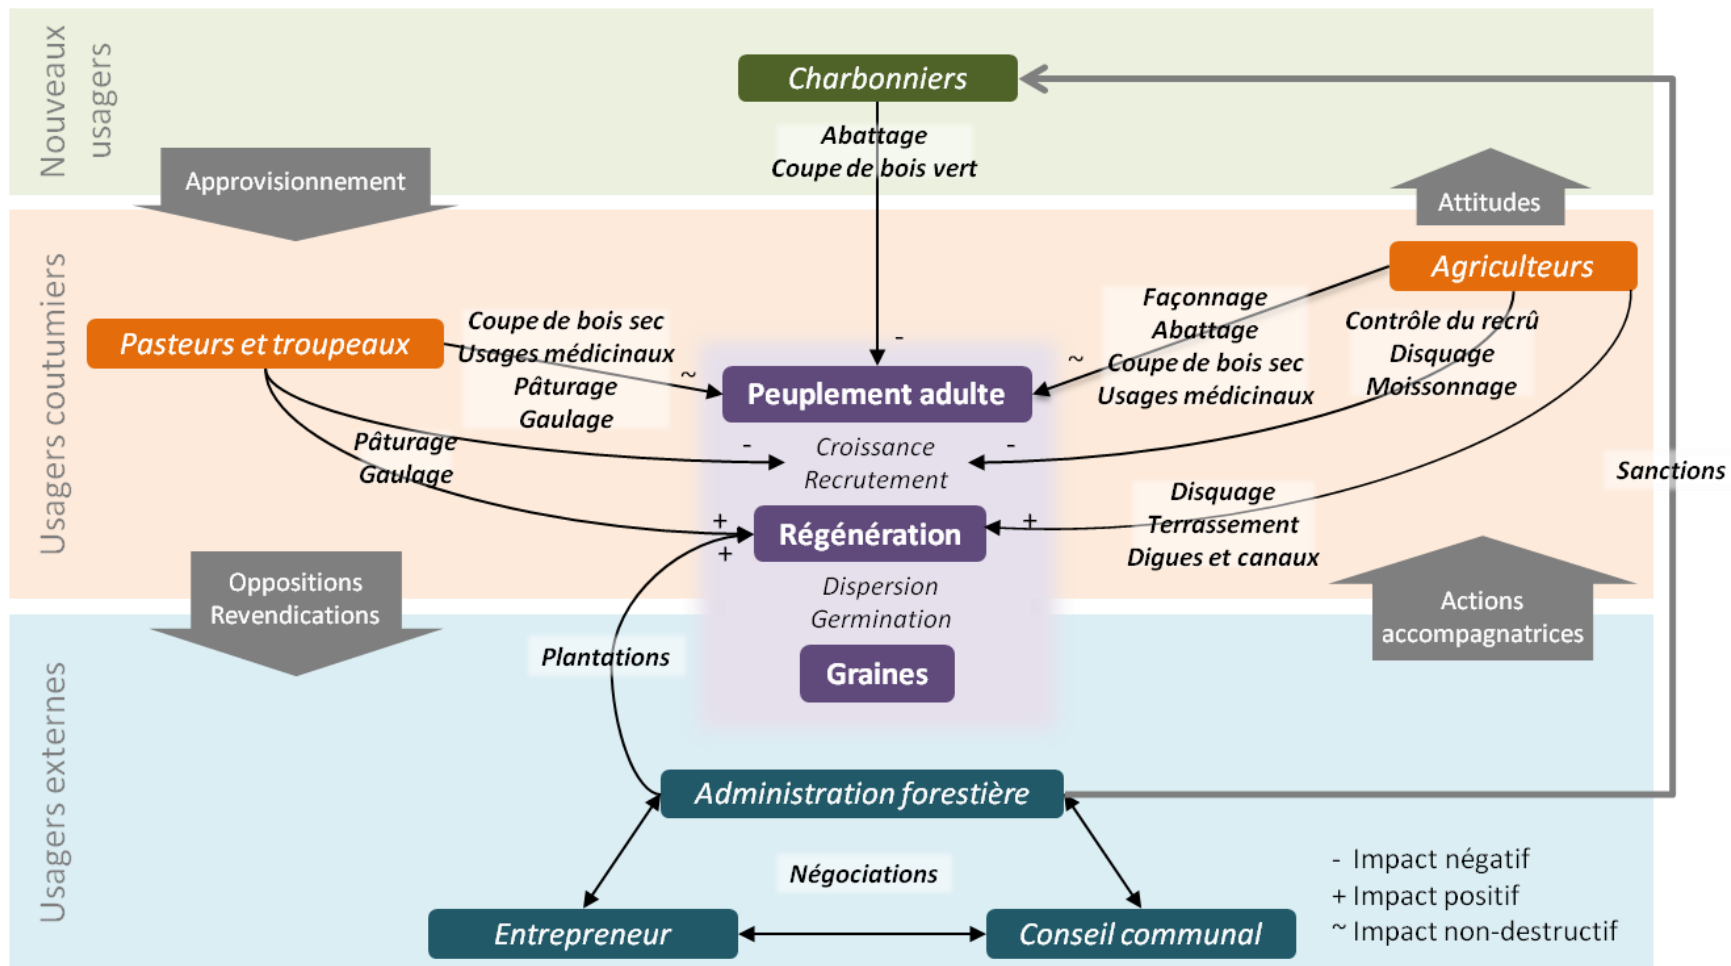 Nouveaux
usagers
Charbonniers
Abattage
Coupe de bois vert
Approvisionnement
Attitudes
Usagers coutumiers
Agriculteurs
Pasteurs et troupeaux
Coupe de bois sec
Usages médicinaux
Pâturage
Gaulage
~
-
~
Façonnage
Abattage
Coupe de bois sec
Usages médicinaux
Contrôle du recrû
Disquage
Moissonnage
Peuplement adulte
Pâturage
Gaulage
-
-
Croissance
Recrutement
Sanctions
+
+
+
Régénération
Disquage
Terrassement
Digues et canaux
Oppositions
Revendications
Dispersion
Germination
Actions
accompagnatrices
Usagers externes
Plantations
Graines
Administration forestière
Négociations
Entrepreneur
Conseil communal
- Impact négatif
+ Impact positif
~ Impact non-destructif